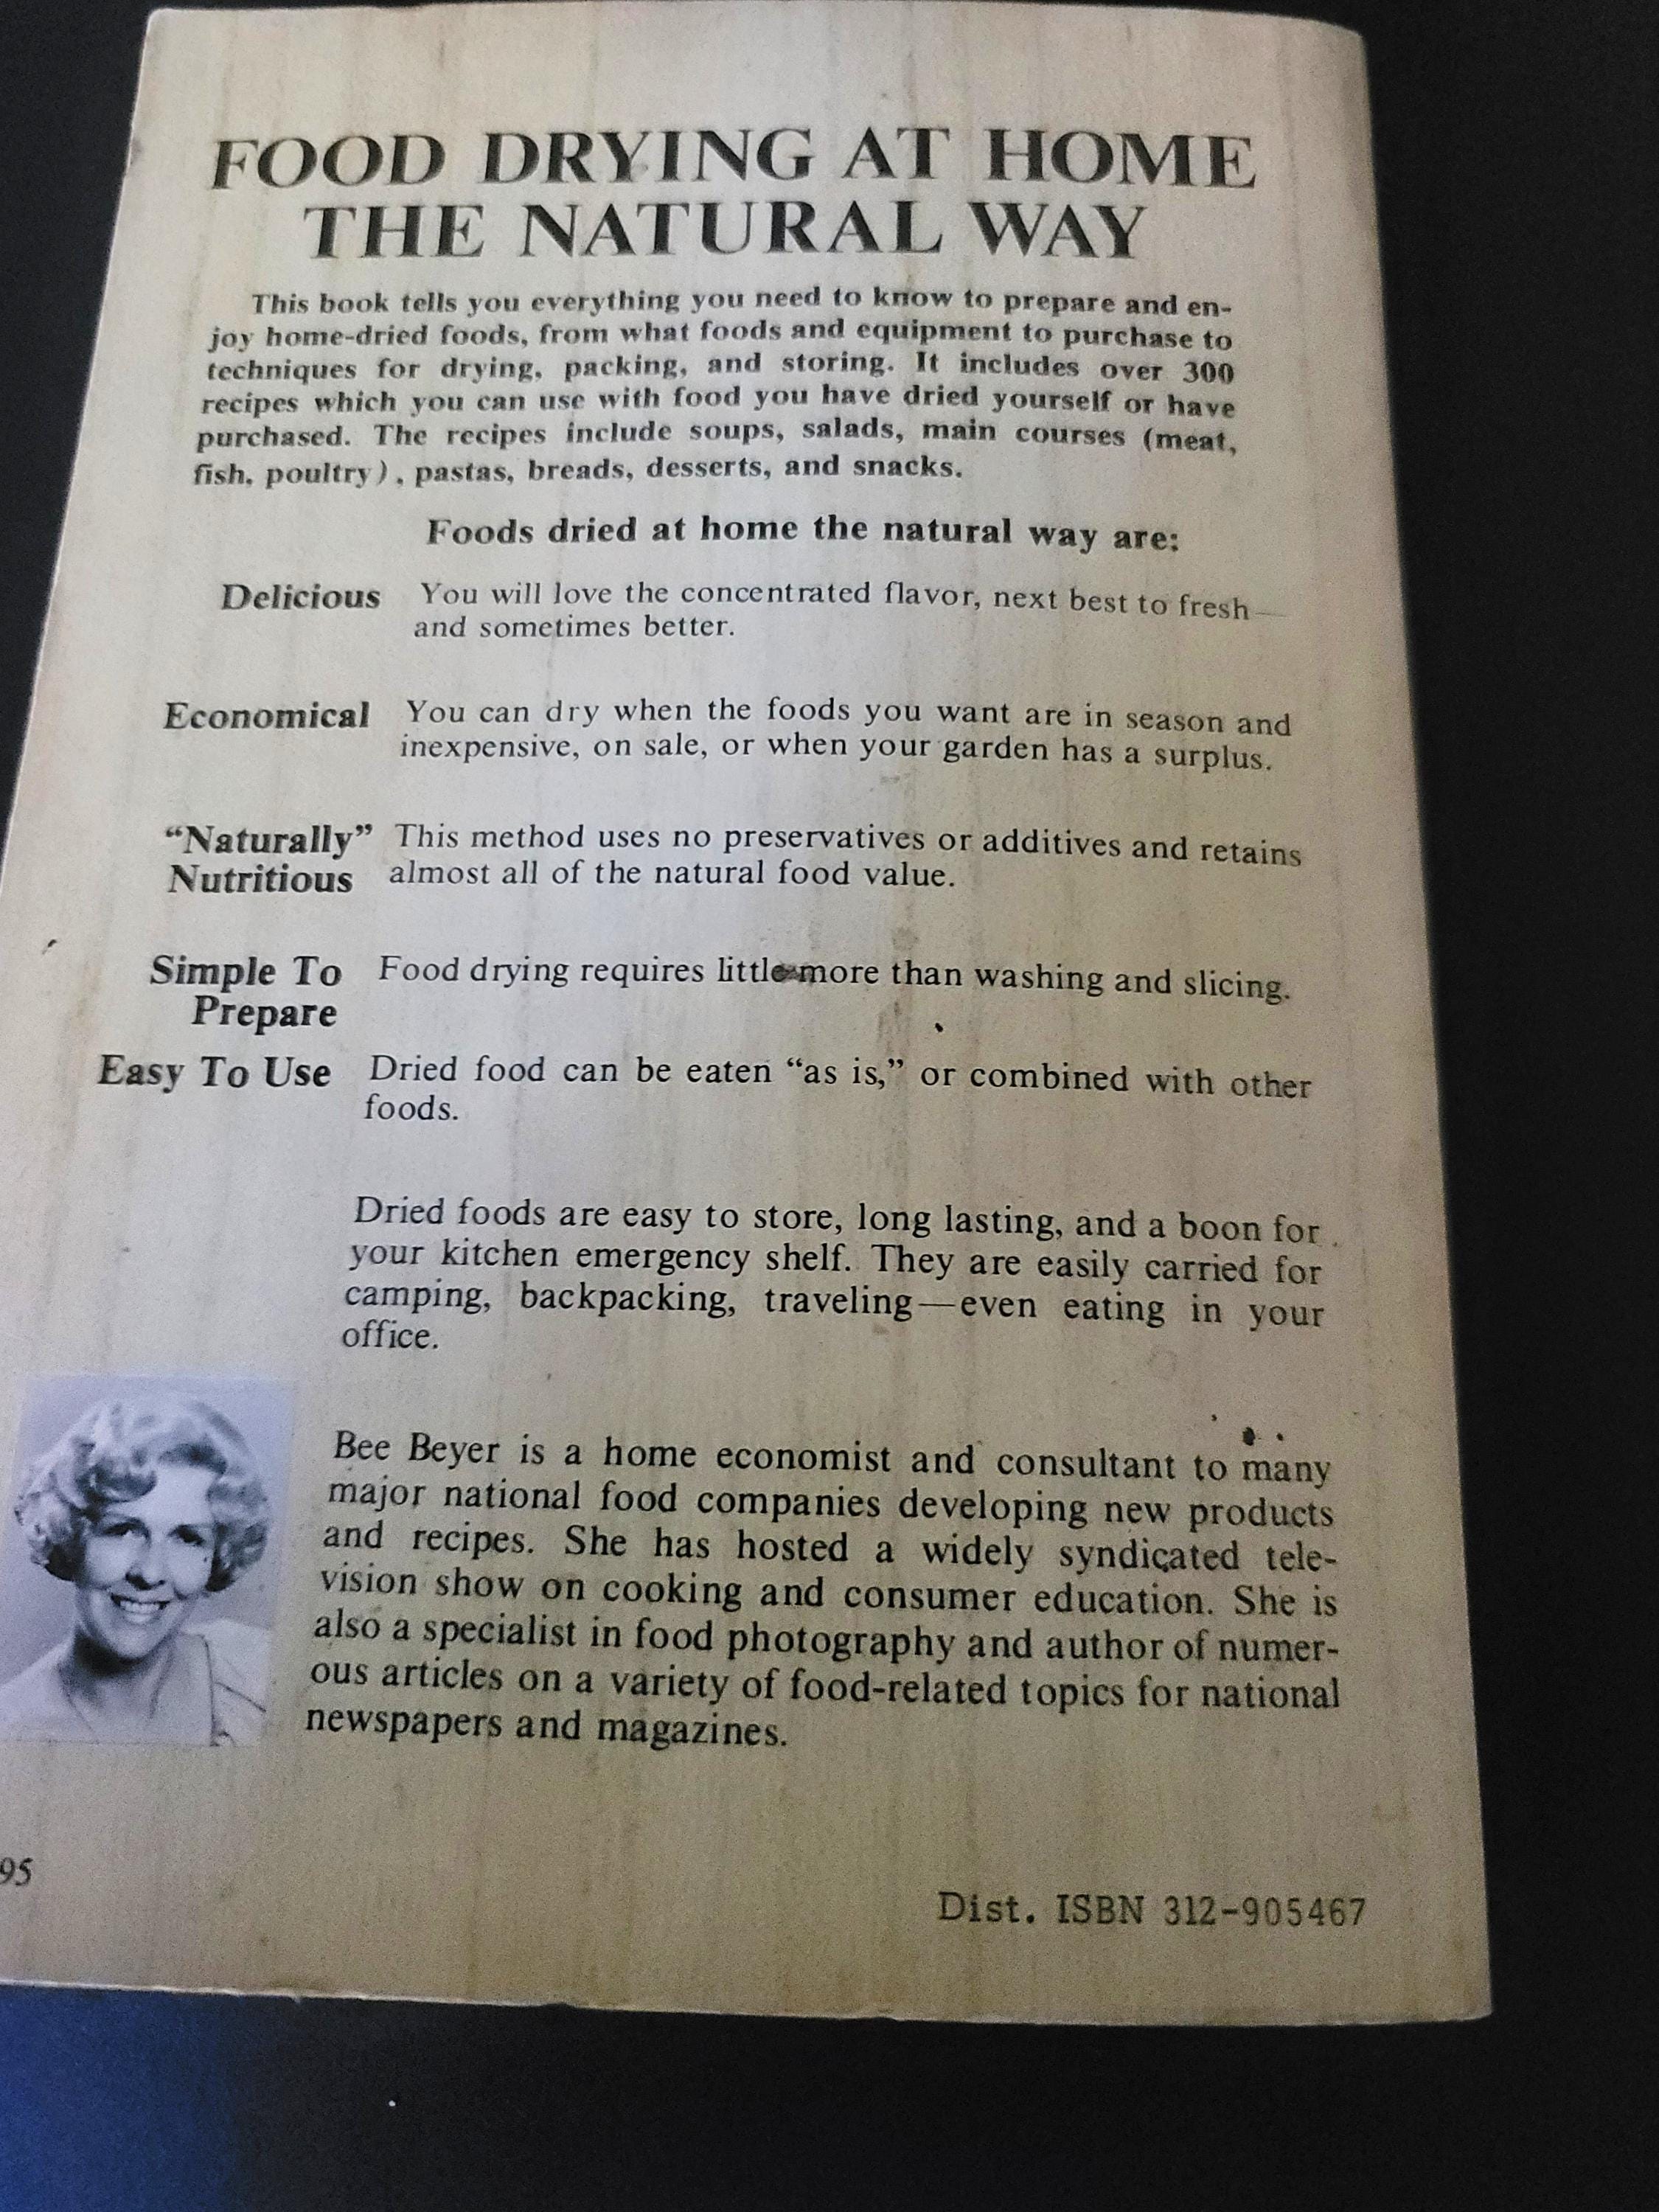 FOOD DRYING AT HOME
THE NATURAL WAY
This book tells you everything you need to know to prepare and en-
joy home-dried foods, from what foods and equipment to purchase to
techniques for drying, packing, and storing. It includes over 300
recipes which you can use with food you have dried yourself or have
purchased. The recipes include soups, salads, main courses (meat,
fish, poultry), pastas, breads, desserts, and snacks.
Foods dried at home the natural way are:
Delicious You will love the concentrated flavor, next best to fresh—
and sometimes better.
Economical You can dry when the foods you want are in season and
inexpensive, on sale, or when your garden has a surplus.
“Naturally” This method uses no preservatives or additives and retains
Nutritious almost all of the natural food value.
Simple To Food drying requires little more than washing and slicing.
Prepare
Easy To Use Dried food can be eaten “as is,” or combined with other
foods.
Dried foods are easy to store, long lasting, and a boon for
your kitchen emergency shelf. They are easily carried for
camping, backpacking, traveling—even eating in your
office.
Bee Beyer is a home economist and consultant to many
major national food companies developing new products
and recipes. She has hosted a widely syndicated tele-
vision show on cooking and consumer education. She is
also a specialist in food photography and author of numer-
ous articles on a variety of food-related topics for national
newspapers and magazines.
95
Dist. ISBN 312-905467